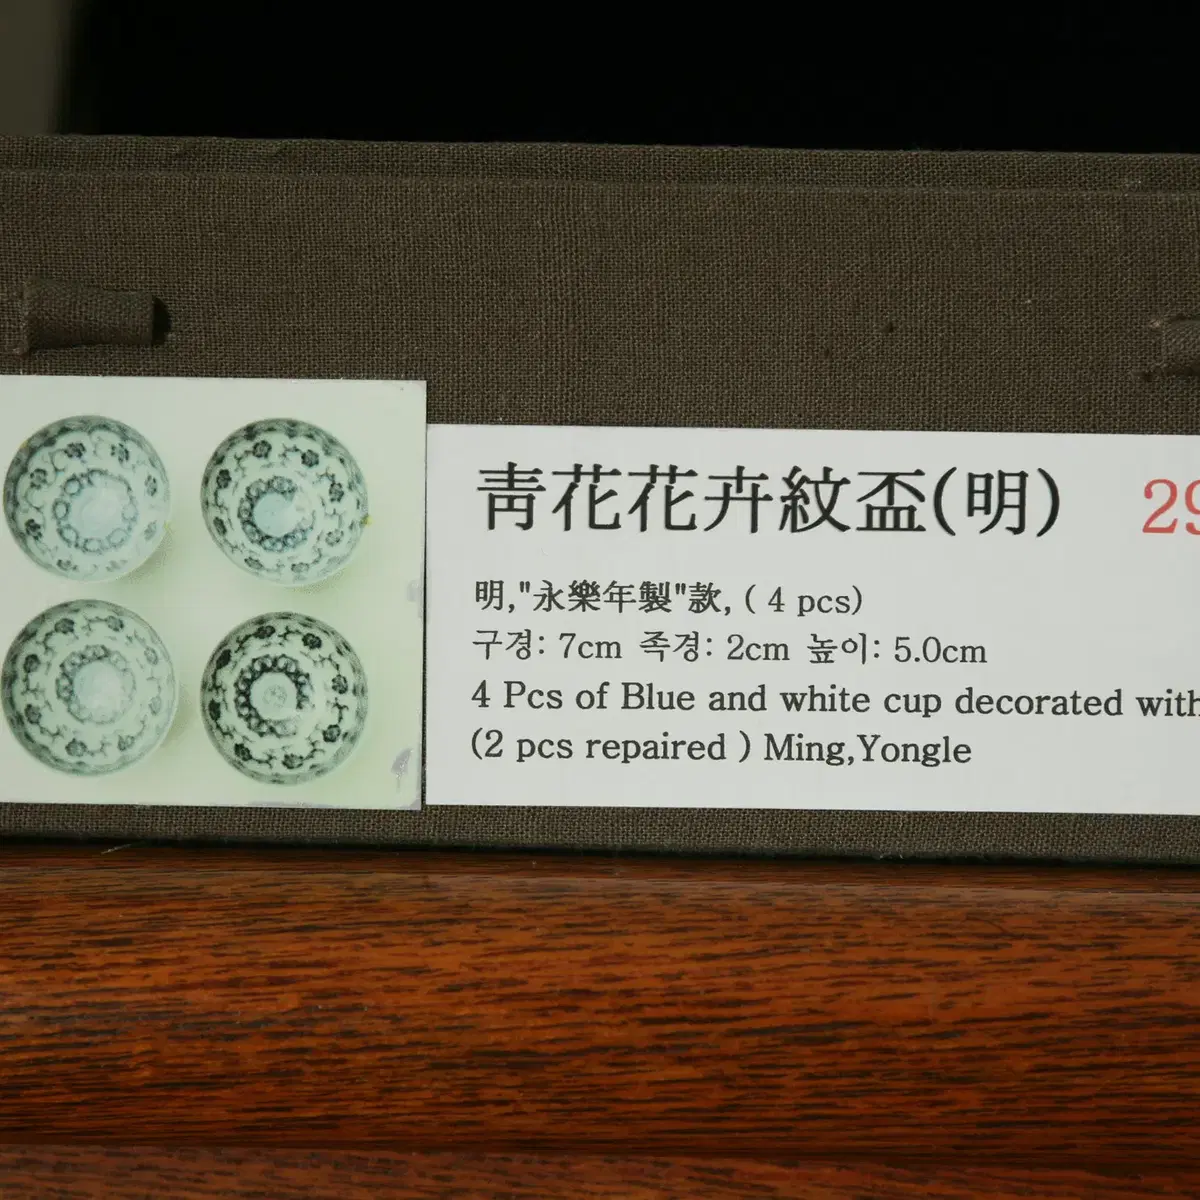 靑花花卉紋盃(明) 29
明,"永樂年製"款, ( 4 pcs)
구경: 7cm 족경: 2cm 높이: 5.0cm
4 Pcs of Blue and white cup decorated with
(2 pcs repaired ) Ming,Yongle